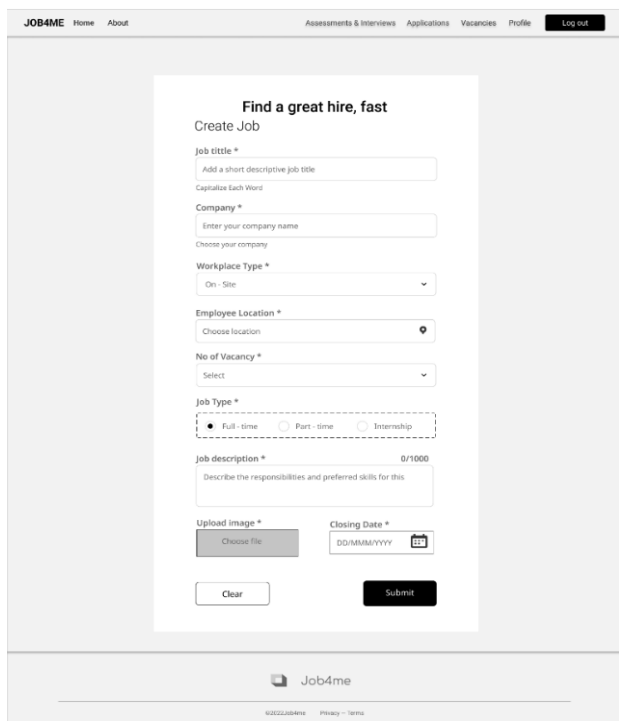 JOB4ME Home About Assessments & Interviews Applications Vacancies Profile Log out
Find a great hire, fast
Create Job
Job tittle *
Add a short descriptive job title
Capitalize Each Word
Company *
Enter your company name
Choose your company
Workplace Type *
On - Site
Employee Location *
Choose location
No of Vacancy *
Select
Job Type *
Full - time Part - time Internship
Job description * 0/1000
Describe the responsibilities and preferred skills for this
Upload image * Closing Date *
Choose file DD/MMM/YYYY
Clear Submit
Job4me
©2022Job4me Privacy — Terms